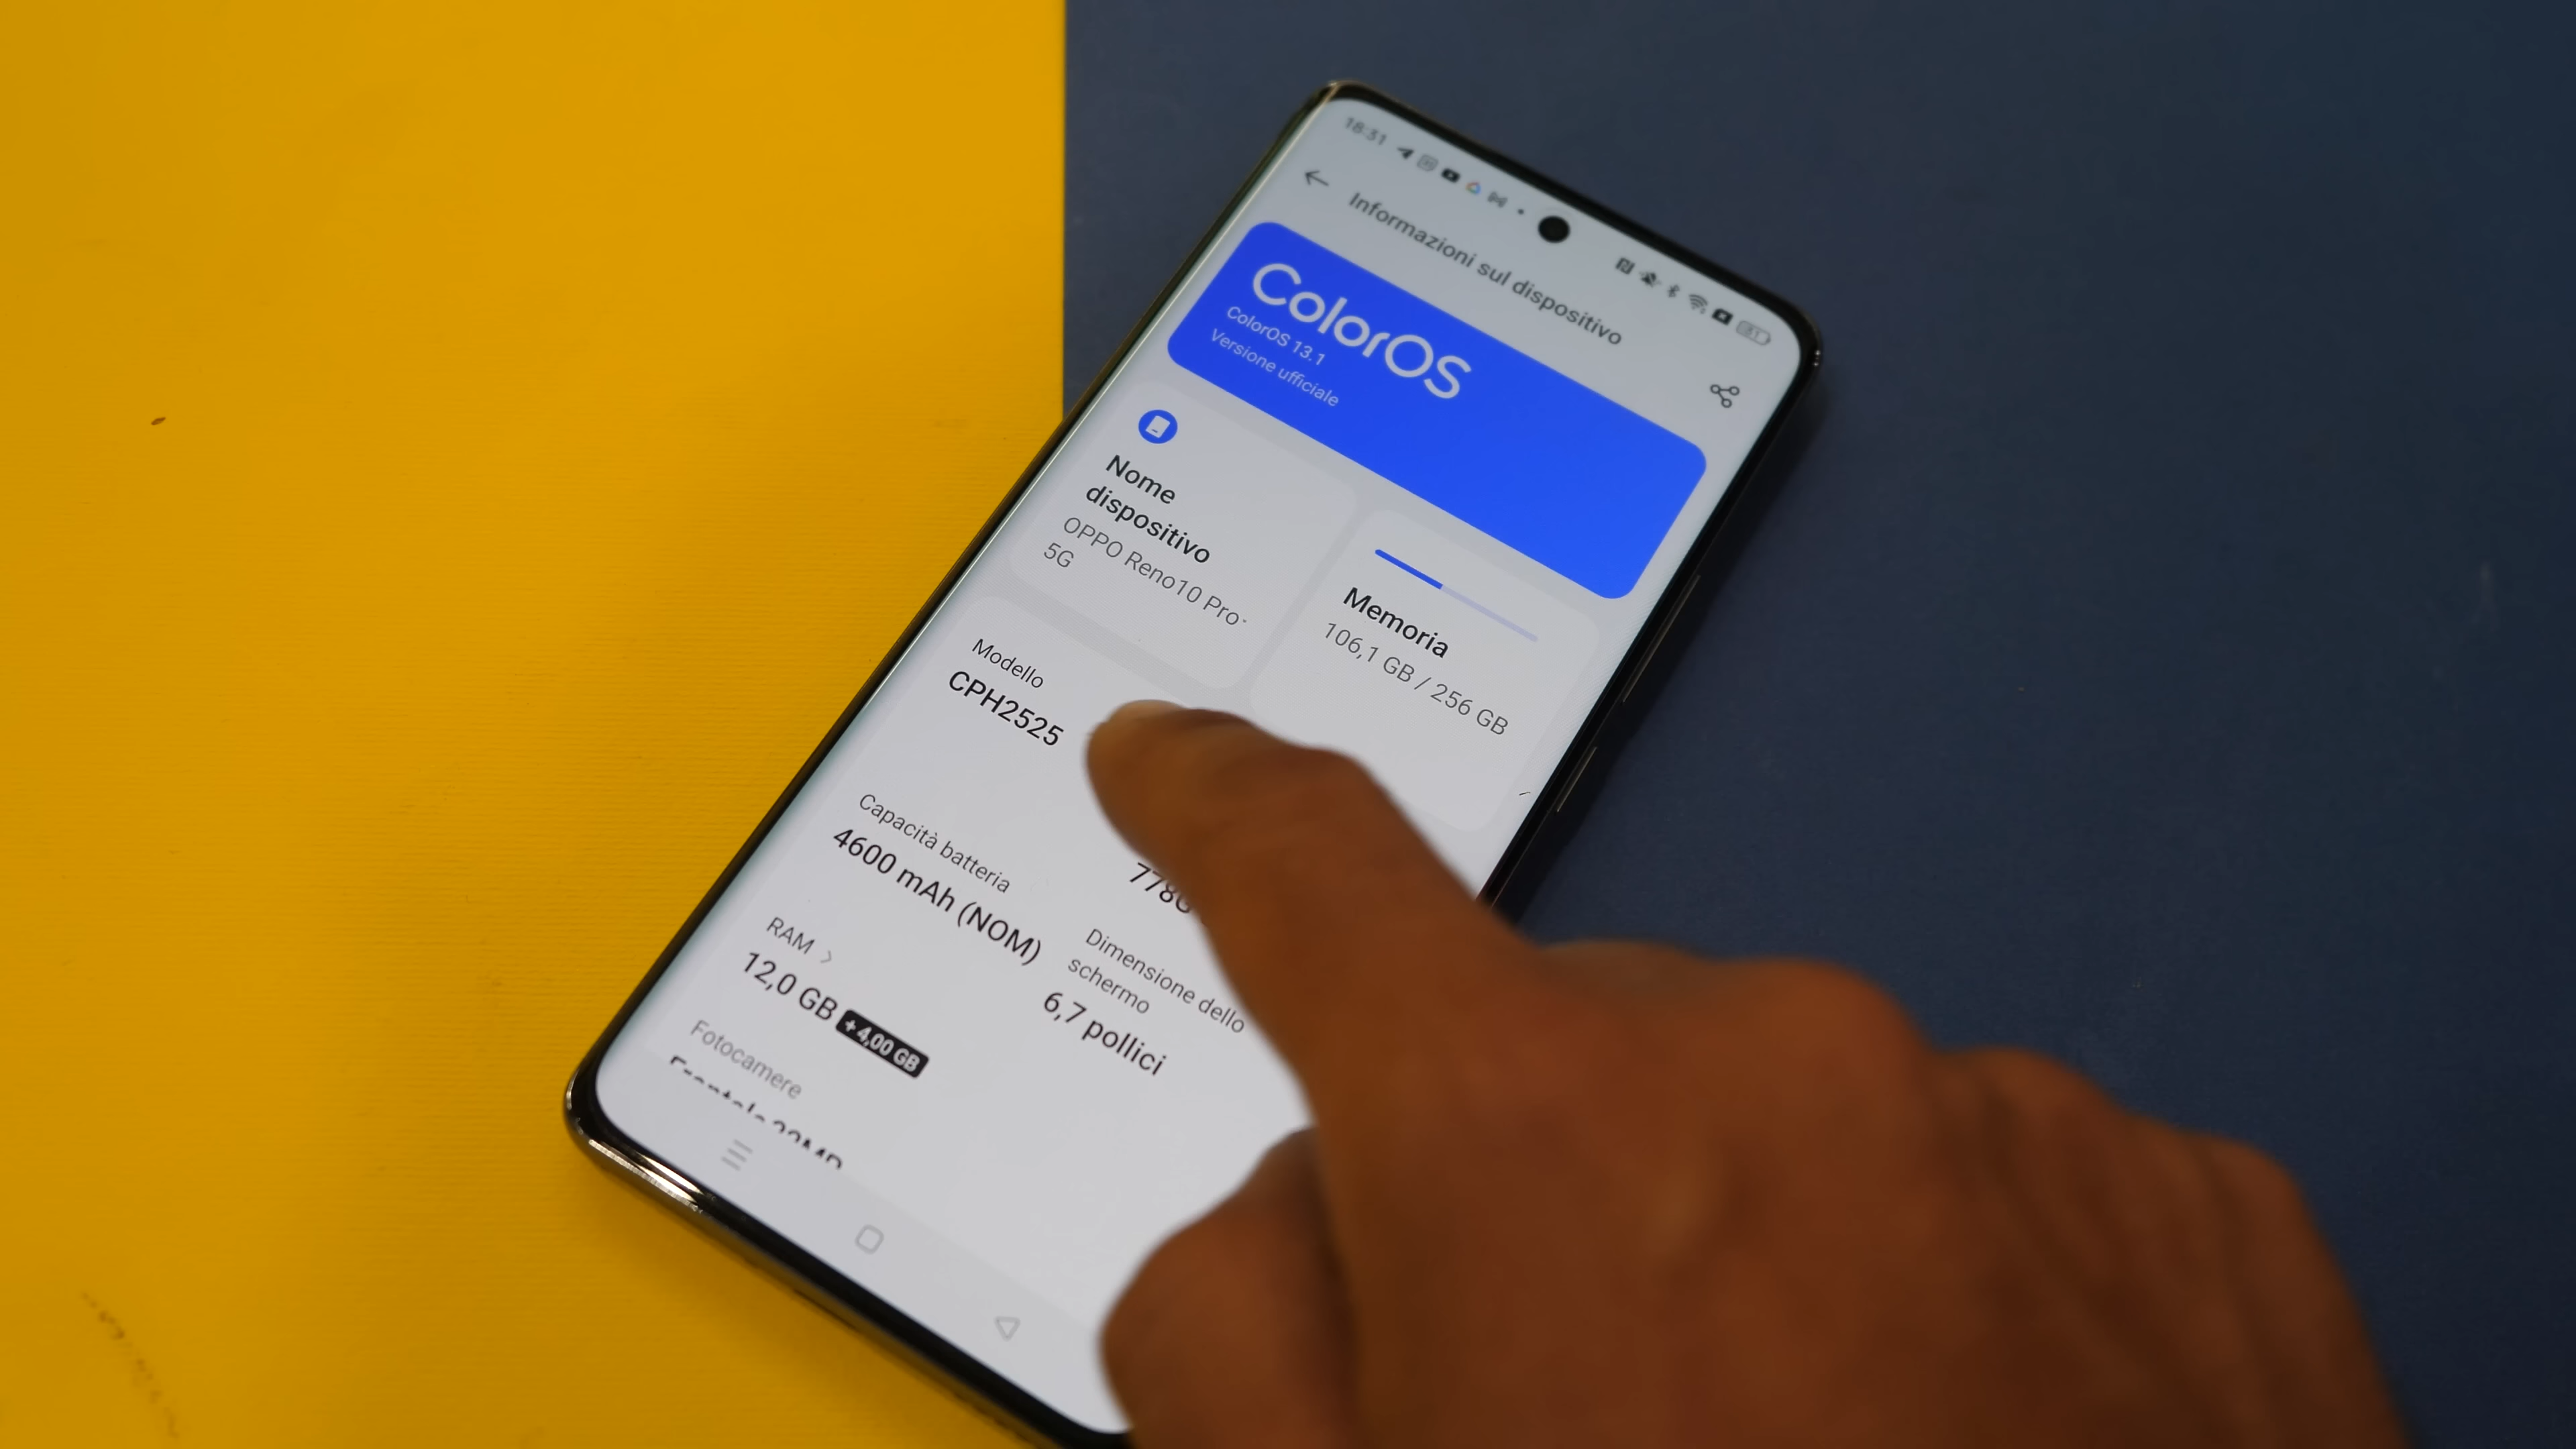 18:31
Informazioni sul dispositivo
ColorOS
ColorOS 13.1
Versione ufficiale
Nome
dispositivo
OPPO Reno10 Pro
5G
Memoria
106,1 GB / 256 GB
Modello
CPH2525
Capacità batteria
4600 mAh (NOM)
778G
RAM
12,0 GB + 4,00 GB
Dimensione dello
schermo
6,7 pollici
Fotocamere